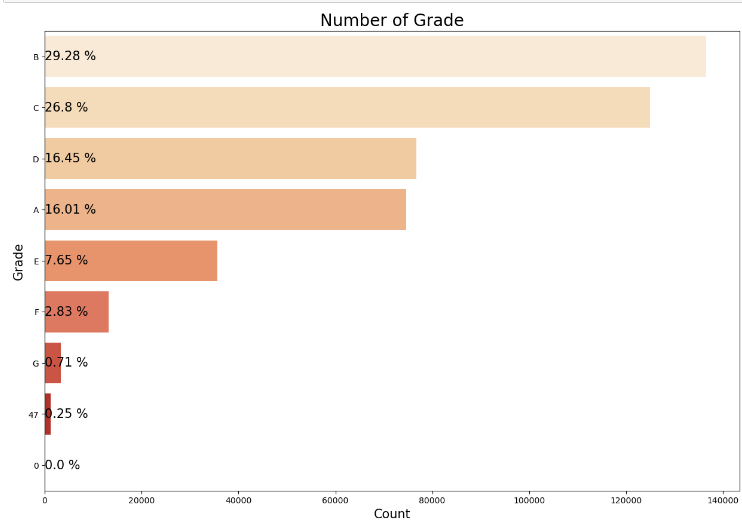 Number of Grade
B
29.28 %
C
26.8 %
D
16.45 %
A
16.01 %
E
7.65 %
F
2.83 %
G
0.71 %
47
0.25 %
0
0.0 %
Grade
0 20000 40000 60000 80000 100000 120000 140000
Count